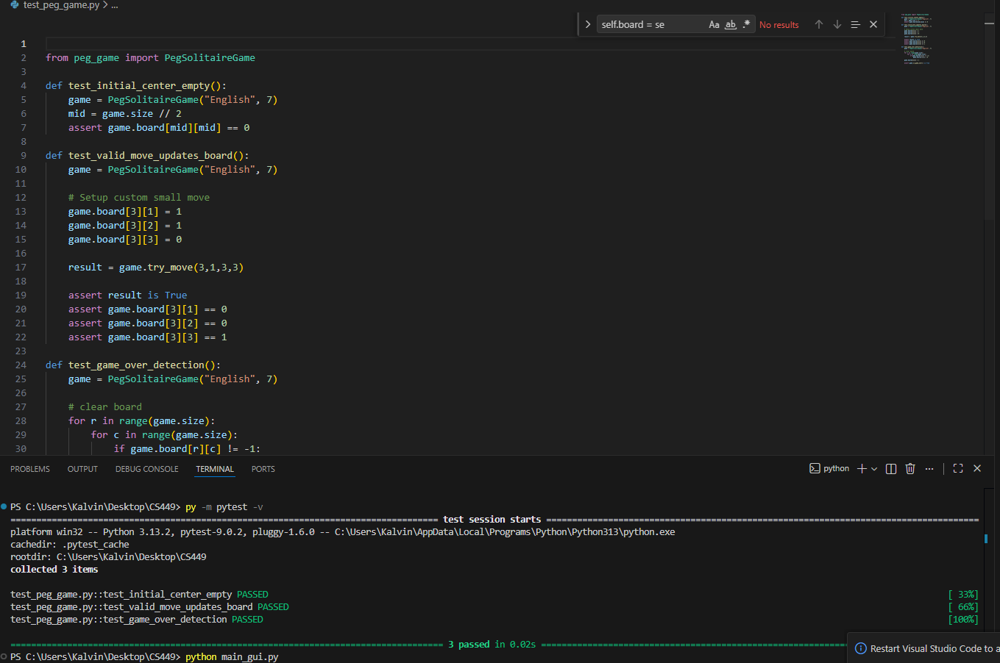 test_peg_game.py > ...
self.board = se Aa ab .* No results
1
2 from peg_game import PegSolitaireGame
3
4 def test_initial_center_empty():
5 game = PegSolitaireGame("English", 7)
6 mid = game.size // 2
7 assert game.board[mid][mid] == 0
8
9 def test_valid_move_updates_board():
10 game = PegSolitaireGame("English", 7)
11
12 # Setup custom small move
13 game.board[3][1] = 1
14 game.board[3][2] = 1
15 game.board[3][3] = 0
16
17 result = game.try_move(3,1,3,3)
18
19 assert result is True
20 assert game.board[3][1] == 0
21 assert game.board[3][2] == 0
22 assert game.board[3][3] == 1
23
24 def test_game_over_detection():
25 game = PegSolitaireGame("English", 7)
26
27 # clear board
28 for r in range(game.size):
29 for c in range(game.size):
30 if game.board[r][c] != -1:
PROBLEMS OUTPUT DEBUG CONSOLE TERMINAL PORTS python
PS C:\Users\Kalvin\Desktop\CS449> py -m pytest -v
test session starts
platform win32 -- Python 3.13.2, pytest-9.0.2, pluggy-1.6.0 -- C:\Users\Kalvin\AppData\Local\Programs\Python\Python313\python.exe
cachedir: .pytest_cache
rootdir: C:\Users\Kalvin\Desktop\CS449
collected 3 items
test_peg_game.py::test_initial_center_empty PASSED [ 33%]
test_peg_game.py::test_valid_move_updates_board PASSED [ 66%]
test_peg_game.py::test_game_over_detection PASSED [100%]
3 passed in 0.02s
Restart Visual Studio Code to a
PS C:\Users\Kalvin\Desktop\CS449> python main_gui.py